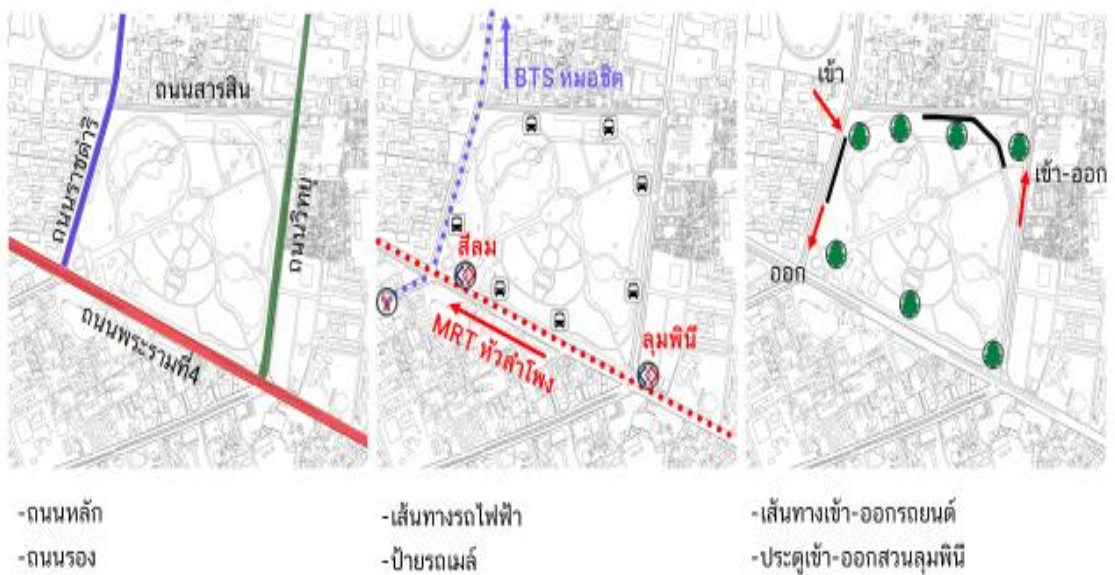 ถนนสารสิน
ถนนราชดำริ
ถนนวิทยุ
ถนนพระรามที่4
-ถนนหลัก
-ถนนรอง
BTS หมอชิต
สีลม
MRT หัวลำโพง
ลุมพินี
-เส้นทางรถไฟฟ้า
-ป้ายรถเมล์
เข้า
เข้า-ออก
ออก
-เส้นทางเข้า-ออกรถยนต์
-ประตูเข้า-ออกสวนลุมพินี